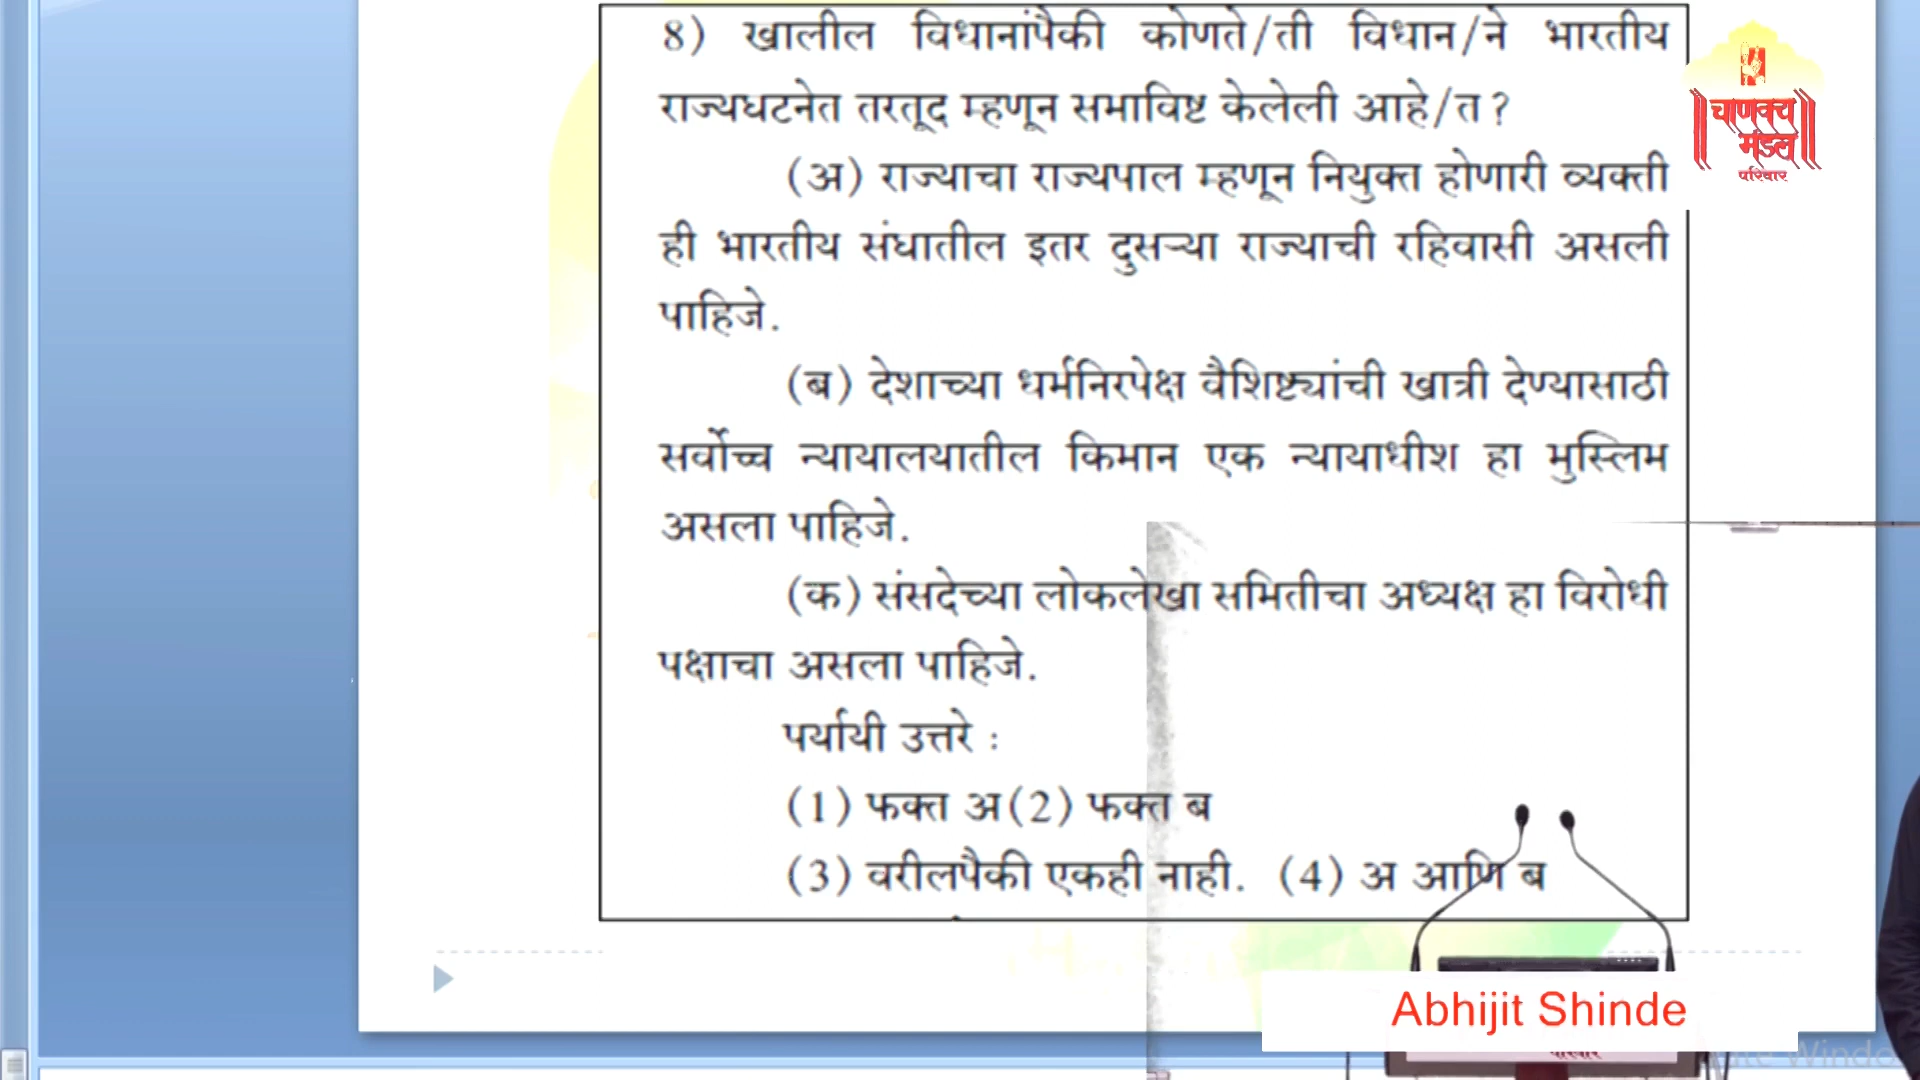 8) खालील विधानांपैकी कोणते/ती विधान/ने भारतीय
राज्यघटनेत तरतूद म्हणून समाविष्ट केलेली आहे/त?
(अ) राज्याचा राज्यपाल म्हणून नियुक्त होणारी व्यक्ती
ही भारतीय संघातील इतर दुसऱ्या राज्याची रहिवासी असली
पाहिजे.
(ब) देशाच्या धर्मनिरपेक्ष वैशिष्ट्यांची खात्री देण्यासाठी
सर्वोच्च न्यायालयातील किमान एक न्यायाधीश हा मुस्लिम
असला पाहिजे.
(क) संसदेच्या लोकलेखा समितीचा अध्यक्ष हा विरोधी
पक्षाचा असला पाहिजे.
पर्यायी उत्तरे :
(1) फक्त अ(2) फक्त ब
(3) वरीलपैकी एकही नाही. (4) अ आणि ब
चाणक्य
मंडल
परिवार
Abhijit Shinde
परिवार